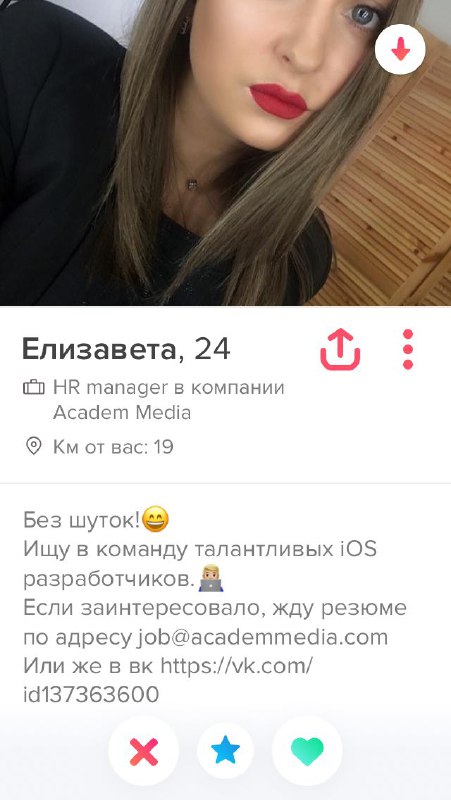 Елизавета, 24
HR manager в компании
Academ Media
Км от вас: 19
Без шуток!😄
Ищу в команду талантливых iOS
разработчиков.👨🏼‍💻
Если заинтересовало, жду резюме
по адресу job@academmedia.com
Или же в вк https://vk.com/
id137363600